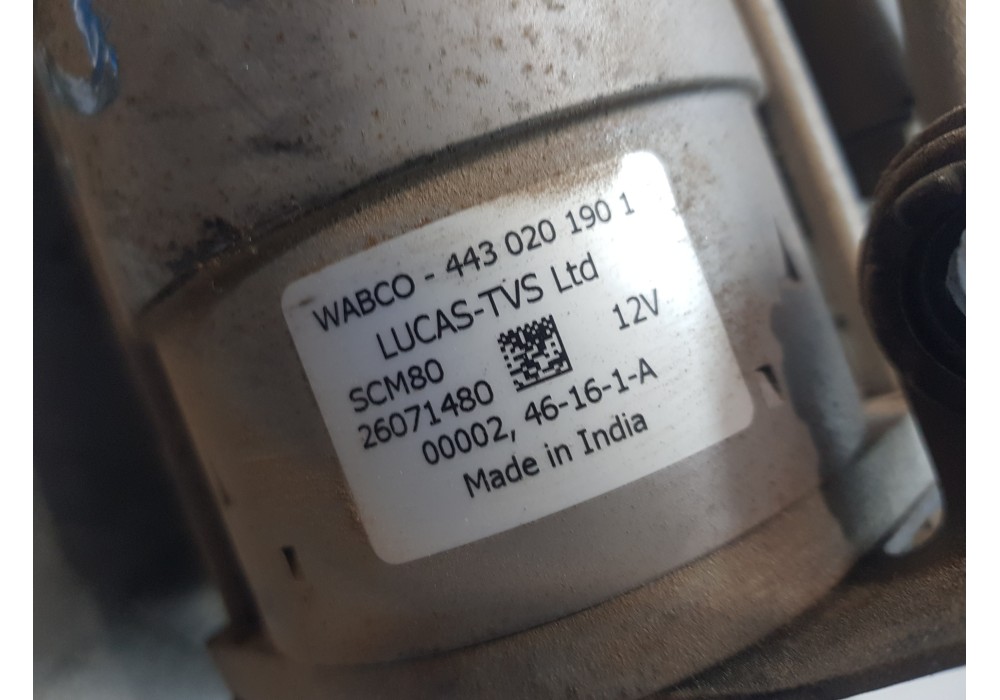 WABCO - 443 020 190 1
LUCAS-TVS Ltd
SCM80 12V
26071480
00002, 46-16-1-A
Made in India